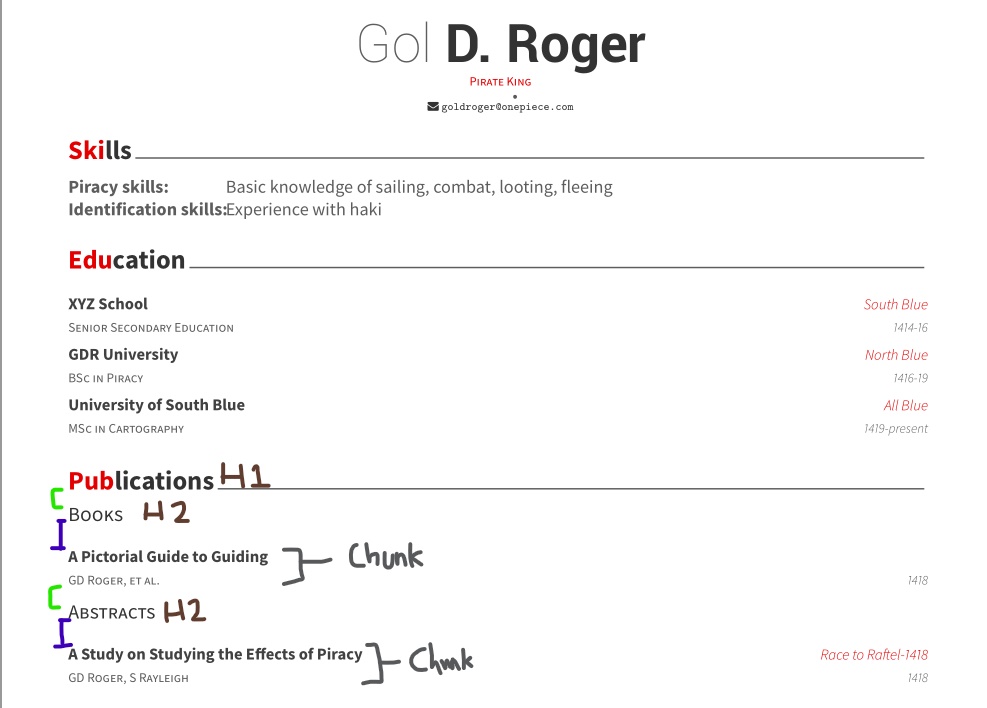 Gol D. Roger
Pirate King
goldroger@onepiece.com
Skills
Piracy skills: Basic knowledge of sailing, combat, looting, fleeing
Identification skills: Experience with haki
Education
XYZ School South Blue
Senior Secondary Education 1414-16
GDR University North Blue
BSc in Piracy 1416-19
University of South Blue All Blue
MSc in Cartography 1419-present
Publications H1
Books H2
A Pictorial Guide to Guiding Chunk
GD Roger, et al. 1418
Abstracts H2
A Study on Studying the Effects of Piracy Chunk Race to Raftel-1418
GD Roger, S Rayleigh 1418